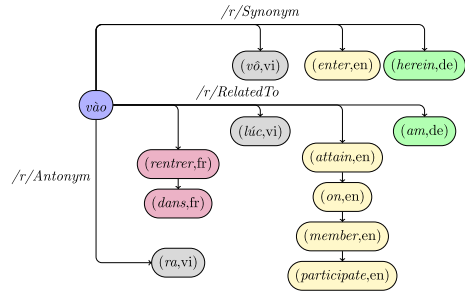 /r/Synonym
(vô,vi)
(enter,en)
(herein,de)
/r/RelatedTo
vào
(lúc,vi)
(am,de)
(rentrer,fr)
(attain,en)
/r/Antonym
(dans,fr)
(on,en)
(member,en)
(ra,vi)
(participate,en)